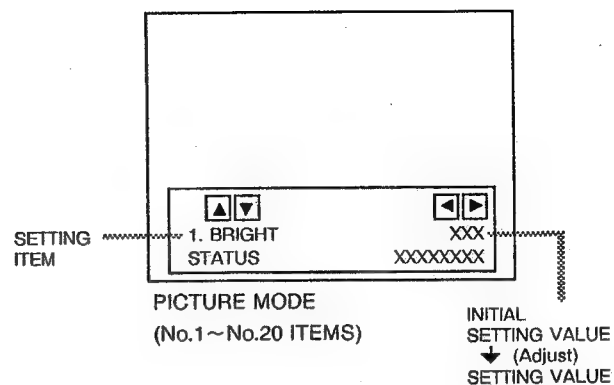 ▲ ▼ ◀ ▶
SETTING ITEM
1. BRIGHT XXX
STATUS XXXXXXXX
PICTURE MODE
(No.1~No.20 ITEMS)
INITIAL
SETTING VALUE
↓ (Adjust)
SETTING VALUE